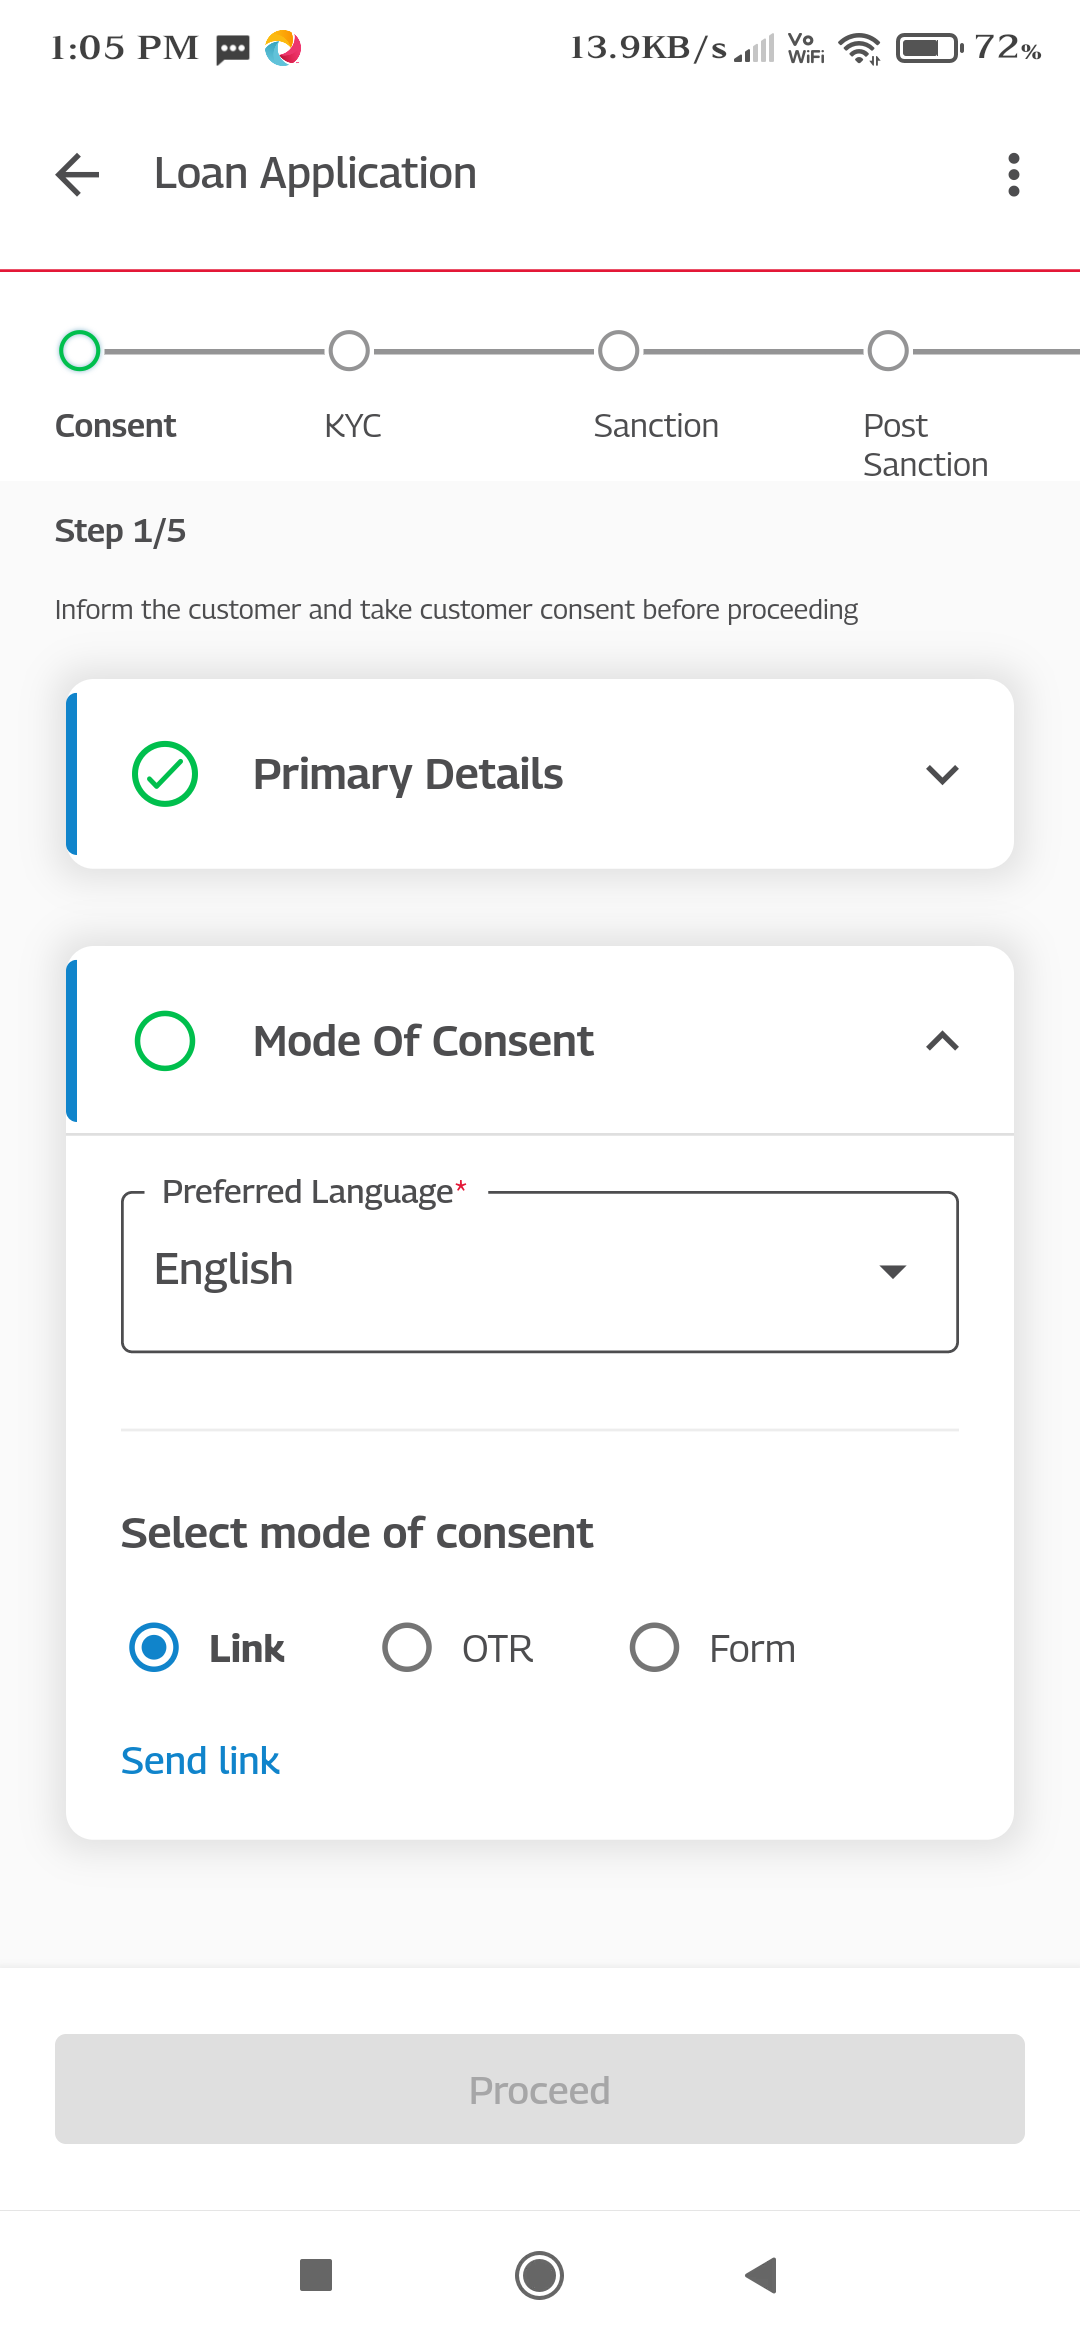 1:05 PM 13.9KB/s Vo WiFi 72%
Loan Application
Consent KYC Sanction Post Sanction
Step 1/5
Inform the customer and take customer consent before proceeding
Primary Details
Mode Of Consent
Preferred Language*
English
Select mode of consent
Link OTR Form
Send link
Proceed